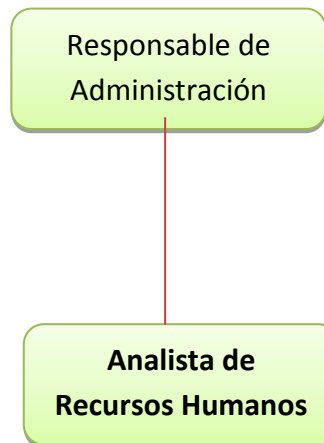 Responsable de
Administración
Analista de
Recursos Humanos